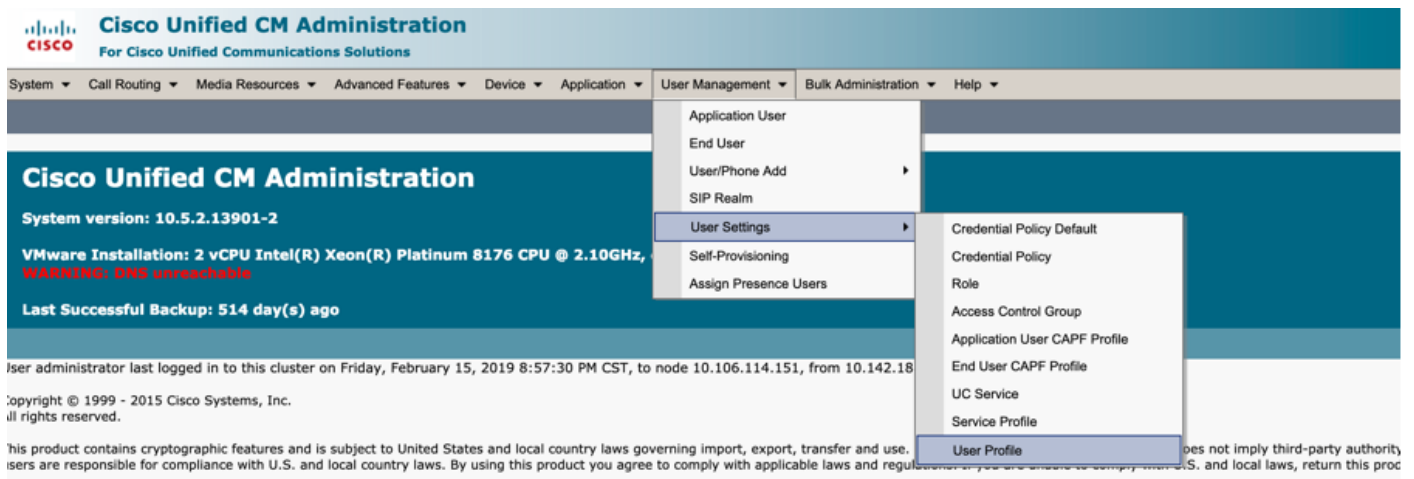 CISCO
Cisco Unified CM Administration
For Cisco Unified Communications Solutions
System Call Routing Media Resources Advanced Features Device Application User Management Bulk Administration Help
Application User
End User
User/Phone Add
SIP Realm
User Settings
Self-Provisioning
Assign Presence Users
Credential Policy Default
Credential Policy
Role
Access Control Group
Application User CAPF Profile
End User CAPF Profile
UC Service
Service Profile
User Profile
Cisco Unified CM Administration
System version: 10.5.2.13901-2
VMware Installation: 2 vCPU Intel(R) Xeon(R) Platinum 8176 CPU @ 2.10GHz,
WARNING: DNS unreachable
Last Successful Backup: 514 day(s) ago
User administrator last logged in to this cluster on Friday, February 15, 2019 8:57:30 PM CST, to node 10.106.114.151, from 10.142.18
Copyright © 1999 - 2015 Cisco Systems, Inc.
All rights reserved.
This product contains cryptographic features and is subject to United States and local country laws governing import, export, transfer and use. oes not imply third-party authority
users are responsible for compliance with U.S. and local country laws. By using this product you agree to comply with applicable laws and regulations. If you are unable to comply with U.S. and local laws, return this prod